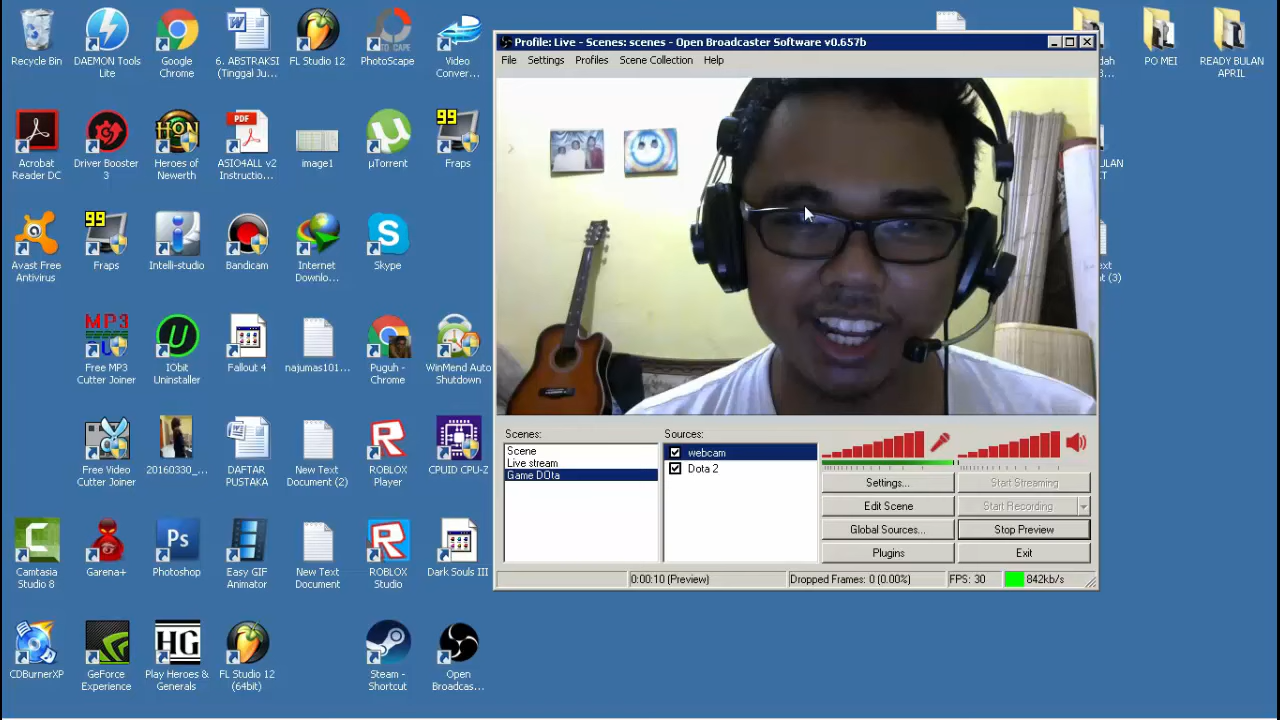 Recycle Bin
DAEMON Tools
Lite
Google
Chrome
6. ABSTRAKSI
(Tinggal Ju...
FL Studio 12
PhotoScape
Video
Conver...
PO MEI
READY BULAN
APRIL
Acrobat
Reader DC
Driver Booster
3
Heroes of
Newerth
PDF
ASIO4ALL v2
Instructio...
image1
µTorrent
99
Fraps
Avast Free
Antivirus
99
Fraps
Intelli-studio
Bandicam
Internet
Downlo...
Skype
MP3
Free MP3
Cutter Joiner
IObit
Uninstaller
Fallout 4
najumas101...
Puguh -
Chrome
WinMend Auto
Shutdown
Free Video
Cutter Joiner
20160330_...
DAFTAR
PUSTAKA
New Text
Document (2)
ROBLOX
Player
CPUID CPU-Z
Camtasia
Studio 8
Garena+
Ps
Photoshop
Easy GIF
Animator
New Text
Document
ROBLOX
Studio
Dark Souls III
CDBurnerXP
GeForce
Experience
HG
Play Heroes &
Generals
FL Studio 12
(64bit)
Steam -
Shortcut
Open
Broadcas...
Profile: Live - Scenes: scenes - Open Broadcaster Software v0.657b
File Settings Profiles Scene Collection Help
Scenes:
Scene
Live stream
Game DOta
Sources:
webcam
Dota 2
Settings...
Start Streaming
Edit Scene
Start Recording
Global Sources...
Stop Preview
Plugins
Exit
0:00:10 (Preview)
Dropped Frames: 0 (0.00%)
FPS: 30
842kb/s